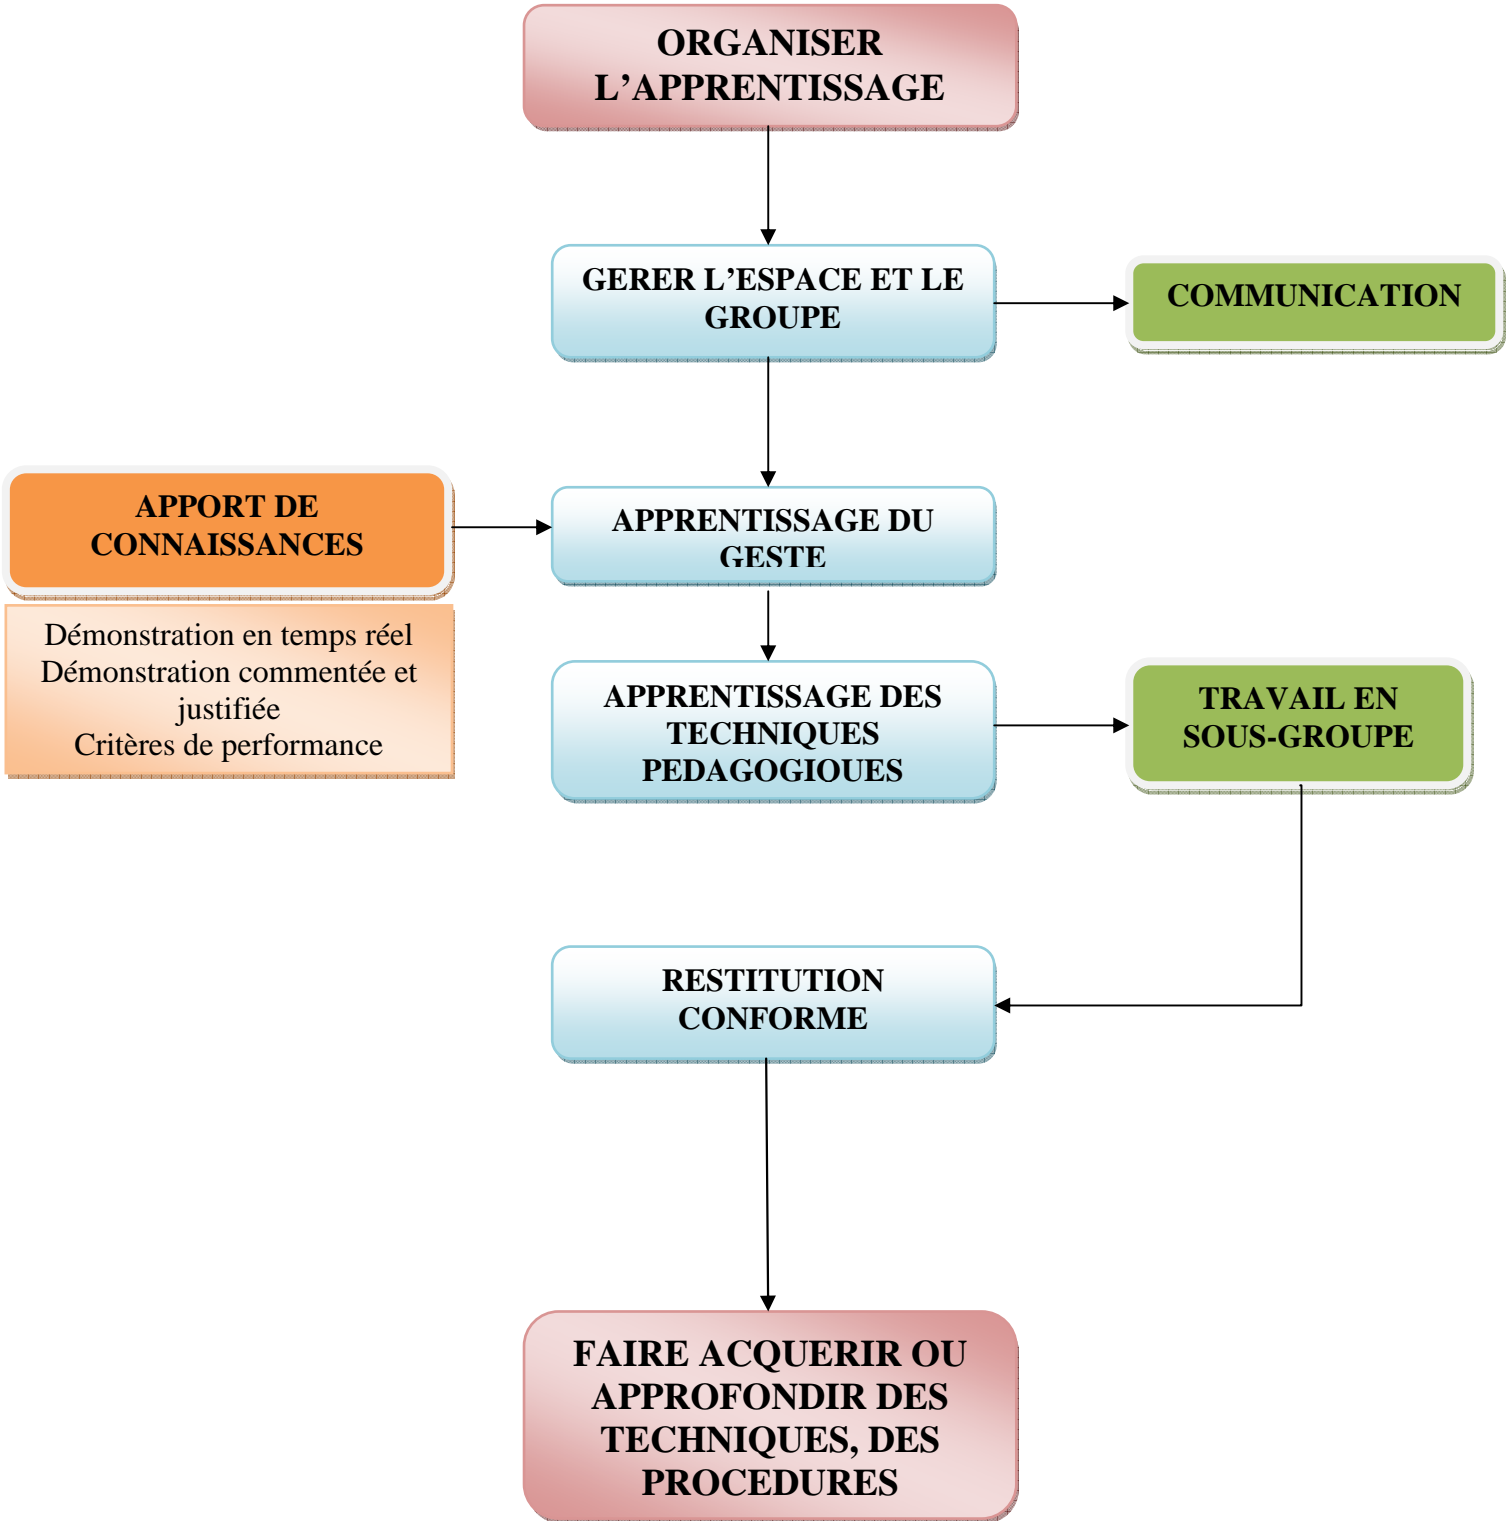 ORGANISER
L’APPRENTISSAGE
GERER L’ESPACE ET LE
GROUPE
COMMUNICATION
APPORT DE
CONNAISSANCES
APPRENTISSAGE DU
GESTE
Démonstration en temps réel
Démonstration commentée et
justifiée
Critères de performance
APPRENTISSAGE DES
TECHNIQUES
PEDAGOGIQUES
TRAVAIL EN
SOUS-GROUPE
RESTITUTION
CONFORME
FAIRE ACQUERIR OU
APPROFONDIR DES
TECHNIQUES, DES
PROCEDURES